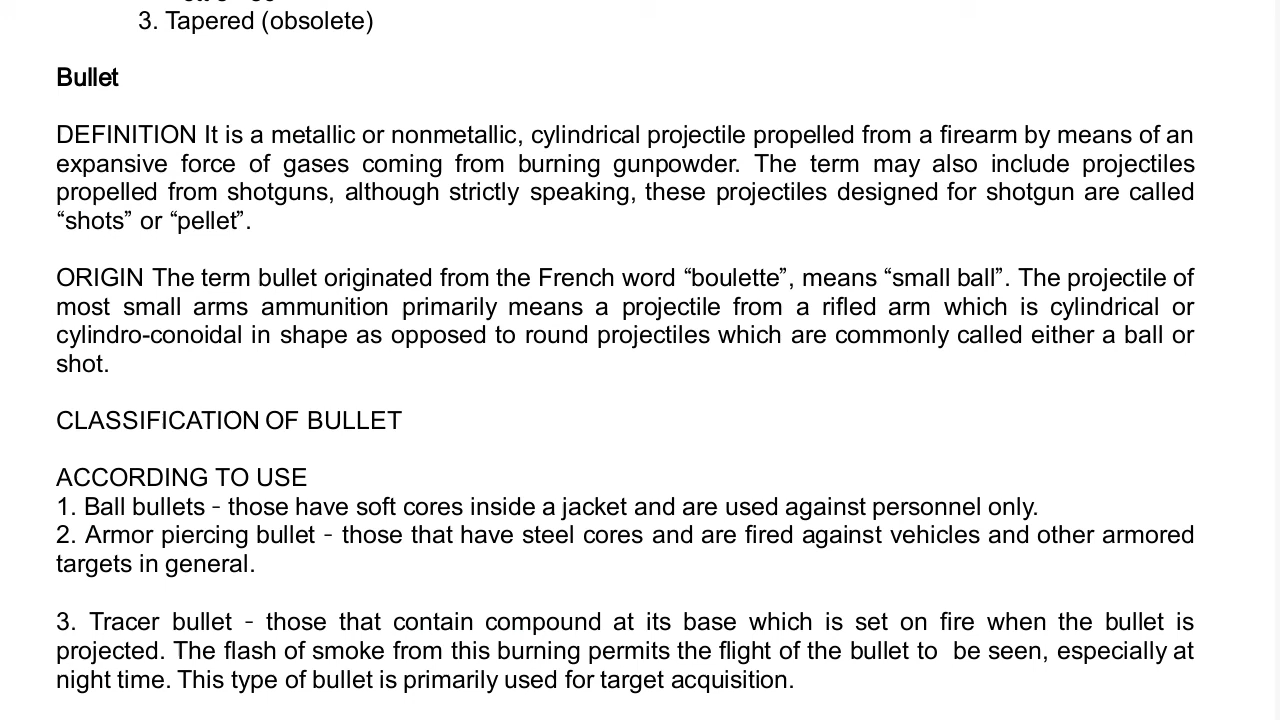 3. Tapered (obsolete)
Bullet
DEFINITION It is a metallic or nonmetallic, cylindrical projectile propelled from a firearm by means of an
expansive force of gases coming from burning gunpowder. The term may also include projectiles
propelled from shotguns, although strictly speaking, these projectiles designed for shotgun are called
“shots” or “pellet”.
ORIGIN The term bullet originated from the French word “boulette”, means “small ball”. The projectile of
most small arms ammunition primarily means a projectile from a rifled arm which is cylindrical or
cylindro-conoidal in shape as opposed to round projectiles which are commonly called either a ball or
shot.
CLASSIFICATION OF BULLET
ACCORDING TO USE
1. Ball bullets - those have soft cores inside a jacket and are used against personnel only.
2. Armor piercing bullet - those that have steel cores and are fired against vehicles and other armored
targets in general.
3. Tracer bullet - those that contain compound at its base which is set on fire when the bullet is
projected. The flash of smoke from this burning permits the flight of the bullet to be seen, especially at
night time. This type of bullet is primarily used for target acquisition.